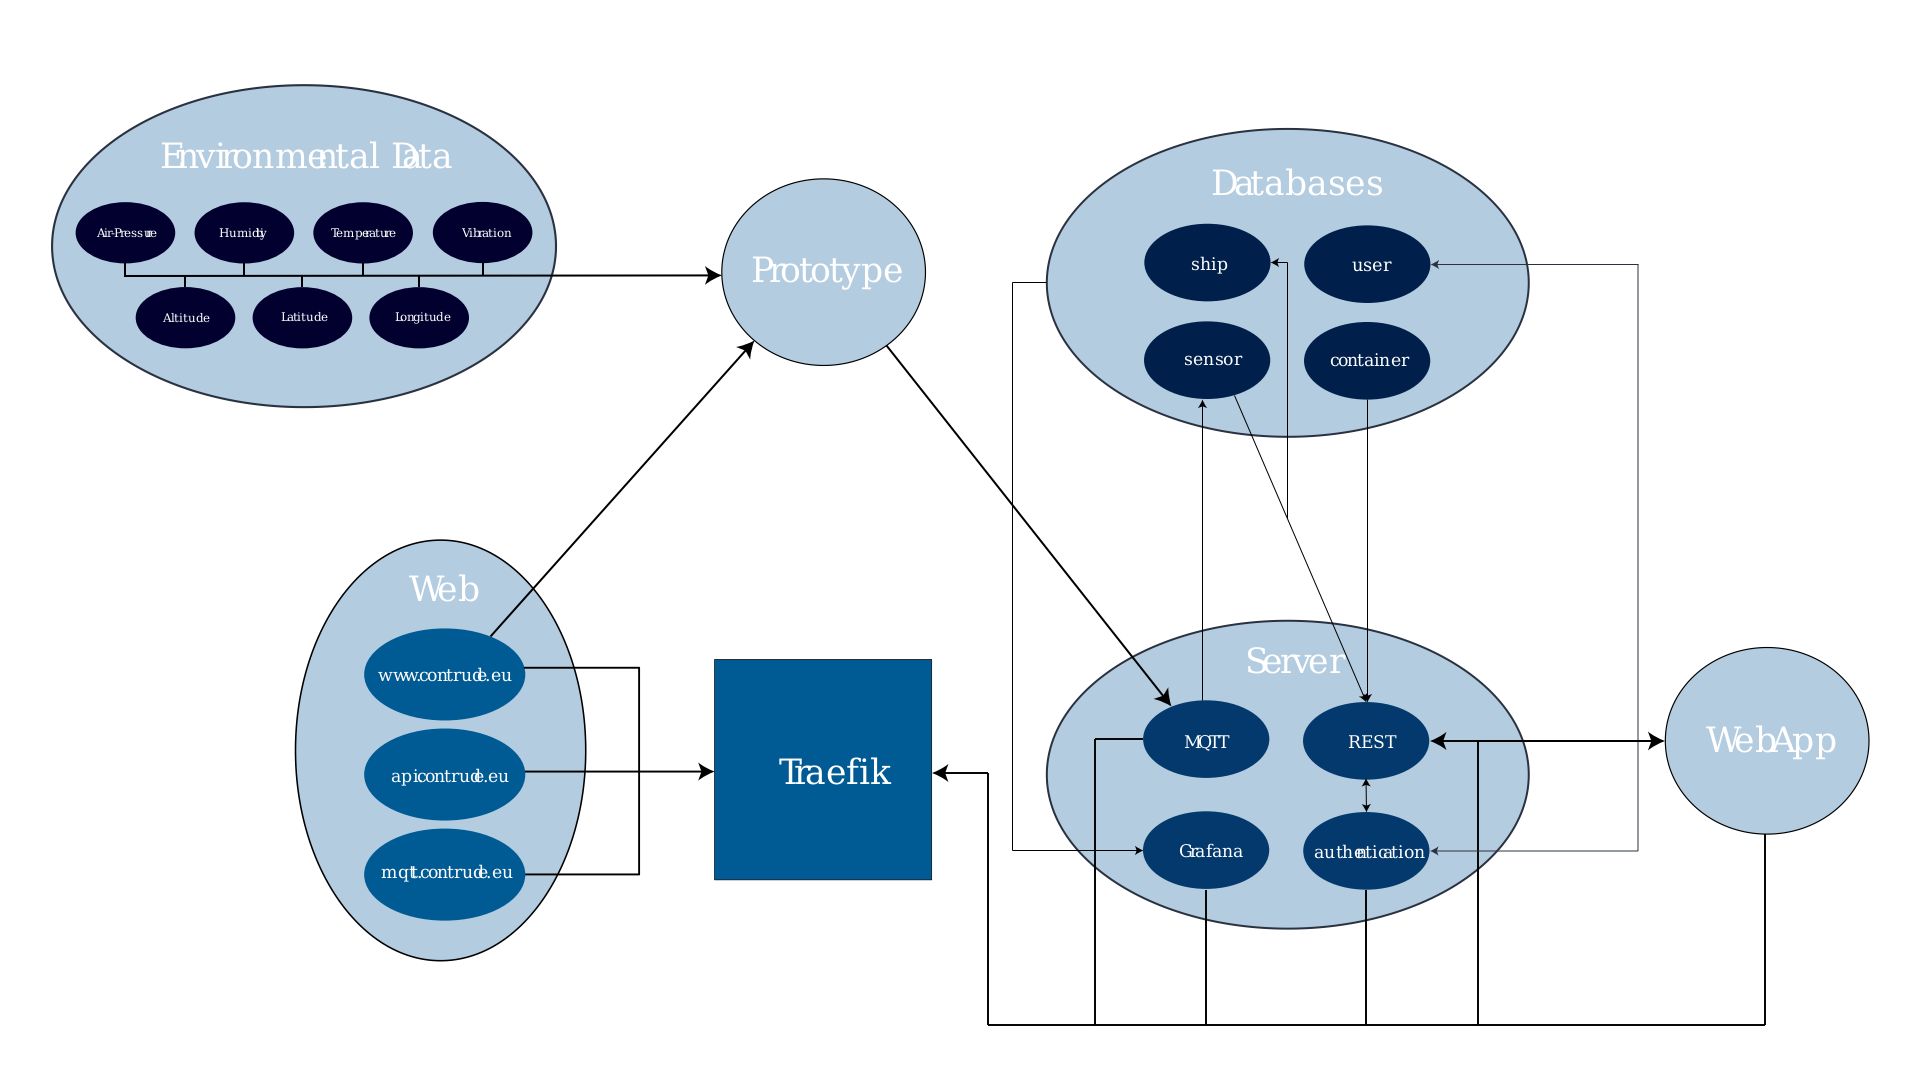 Environmental Data
Air-Pressure
Humidity
Temperature
Vibration
Altitude
Latitude
Longitude
Prototype
Databases
ship
user
sensor
container
Web
www.contrude.eu
api.contrude.eu
mqtt.contrude.eu
Traefik
Server
MQTT
REST
Grafana
authentication
WebApp